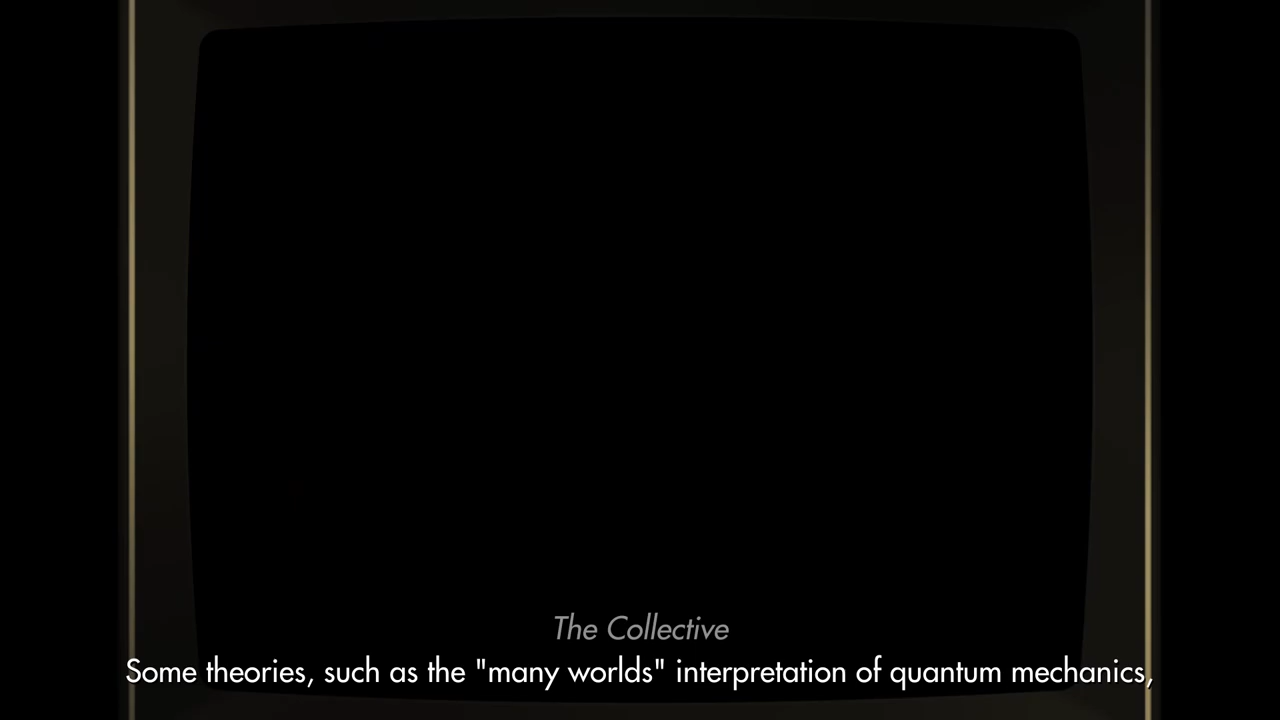 The Collective
Some theories, such as the "many worlds" interpretation of quantum mechanics,